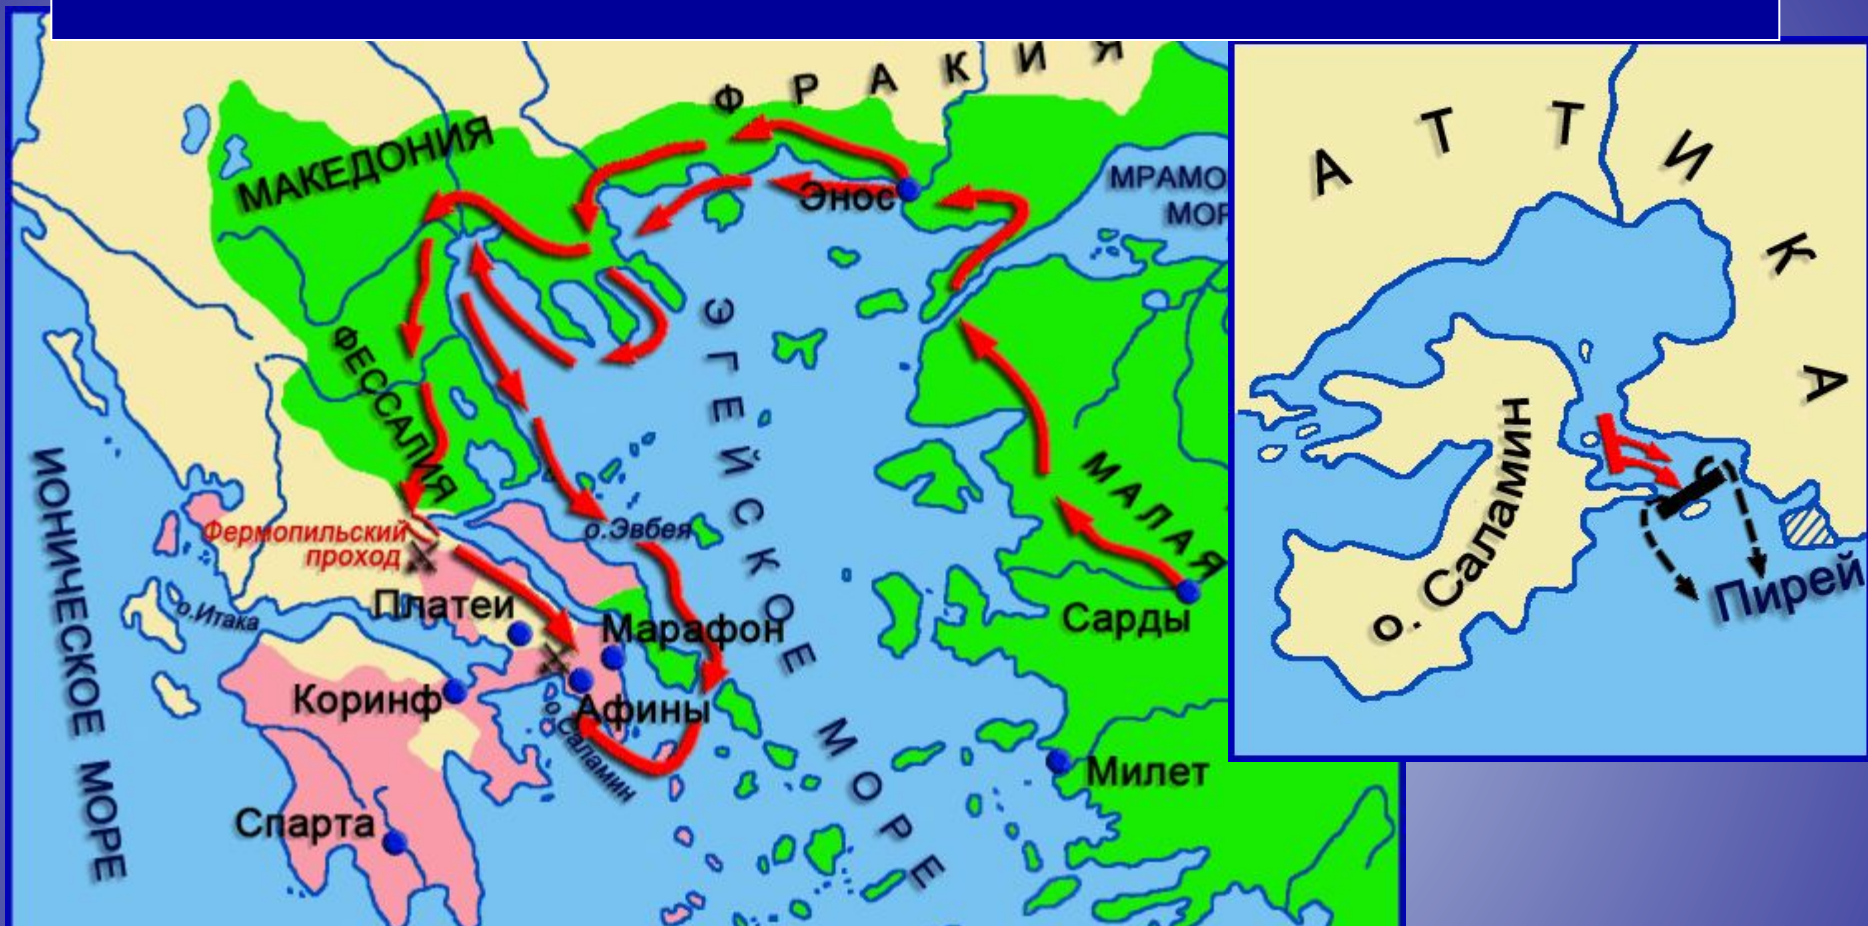 ФРАКИЯ
МАКЕДОНИЯ
Энос
МРАМО
МОР
ФЕССАЛИЯ
ЭГЕЙСКОЕ МОРЕ
ИОНИЧЕСКОЕ МОРЕ
МАЛАЯ
Фермопильский
проход
о.Эвбея
о.Итака
Платеи
Марафон
Сарды
Коринф
Афины
о.Саламин
Милет
Спарта
АТТИКА
о. Саламин
Пирей